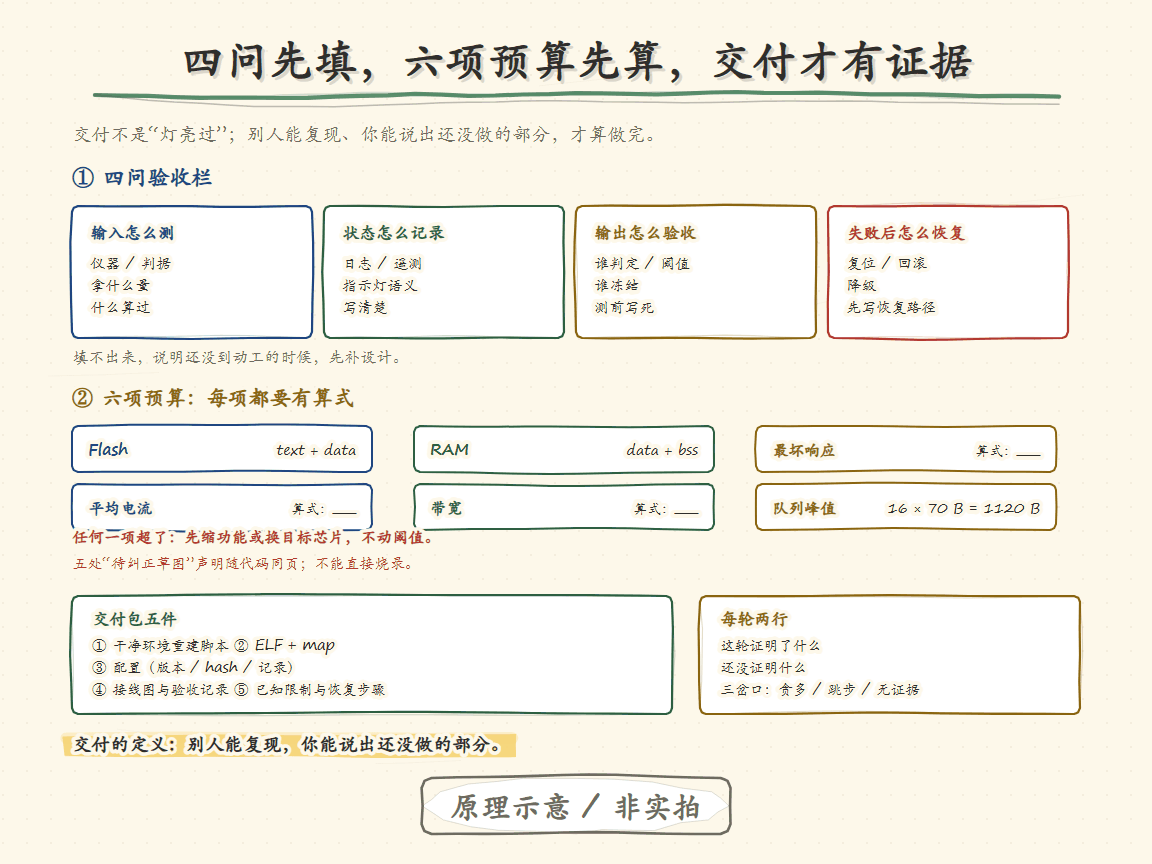 四问先填，六项预算先算，交付才有证据
交付不是“灯亮过”；别人能复现、你能说出还没做的部分，才算做完。
① 四问验收栏
输入怎么测
仪器 / 判据
拿什么量
什么算过
状态怎么记录
日志 / 遥测
指示灯语义
写清楚
输出怎么验收
谁判定 / 阈值
谁冻结
测前写死
失败后怎么恢复
复位 / 回滚
降级
先写恢复路径
填不出来，说明还没到动工的时候，先补设计。
② 六项预算：每项都要有算式
Flash text + data
RAM data + bss
最坏响应 算式：___
平均电流 算式：___
带宽 算式：___
队列峰值 16 × 70 B = 1120 B
任何一项超了：先缩功能或换目标芯片，不动阈值。
五处“待纠正草图”声明随代码同页；不能直接烧录。
交付包五件
① 干净环境重建脚本 ② ELF + map
③ 配置（版本 / hash / 记录）
④ 接线图与验收记录 ⑤ 已知限制与恢复步骤
每轮两行
这轮证明了什么
还没证明什么
三岔口：贪多 / 跳步 / 无证据
交付的定义：别人能复现，你能说出还没做的部分。
原理示意 / 非实拍